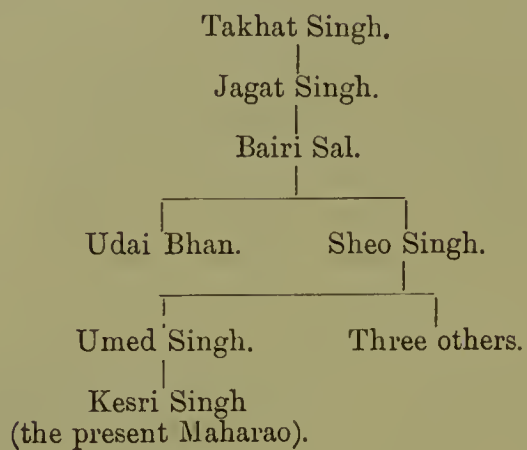 Takhat Singh.
Jagat Singh.
Bairi Sal.
Udai Bhan. Sheo Singh.
Umed Singh. Three others.
Kesri Singh
(the present Maharao).